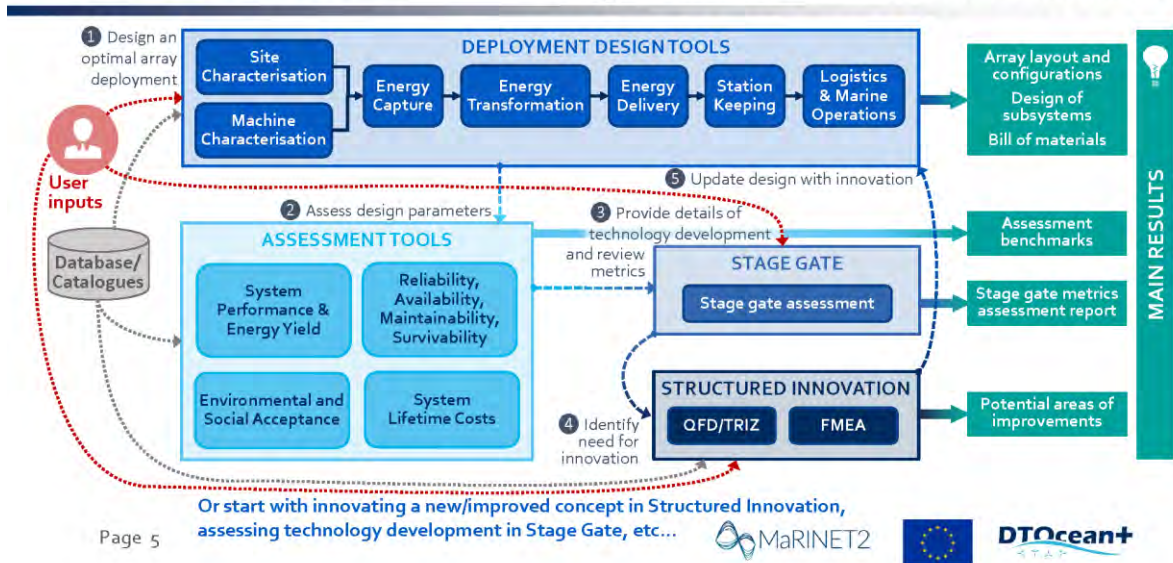 1 Design an
optimal array
deployment
DEPLOYMENT DESIGN TOOLS
Site
Characterisation
Machine
Characterisation
Energy
Capture
Energy
Transformation
Energy
Delivery
Station
Keeping
Logistics
& Marine
Operations
Array layout and
configurations
Design of
subsystems
Bill of materials
MAIN RESULTS
User
inputs
5 Update design with innovation
2 Assess design parameters
3 Provide details of
technology development
and review
metrics
Database/
Catalogues
ASSESSMENT TOOLS
System
Performance &
Energy Yield
Reliability,
Availability,
Maintainability,
Survivability
Environmental and
Social Acceptance
System
Lifetime Costs
STAGE GATE
Stage gate assessment
Assessment
benchmarks
Stage gate metrics
assessment report
4 Identify
need for
innovation
STRUCTURED INNOVATION
QFD/TRIZ
FMEA
Potential areas of
improvements
Or start with innovating a new/improved concept in Structured Innovation,
assessing technology development in Stage Gate, etc...
Page 5
MaRINET2
DTOcean+